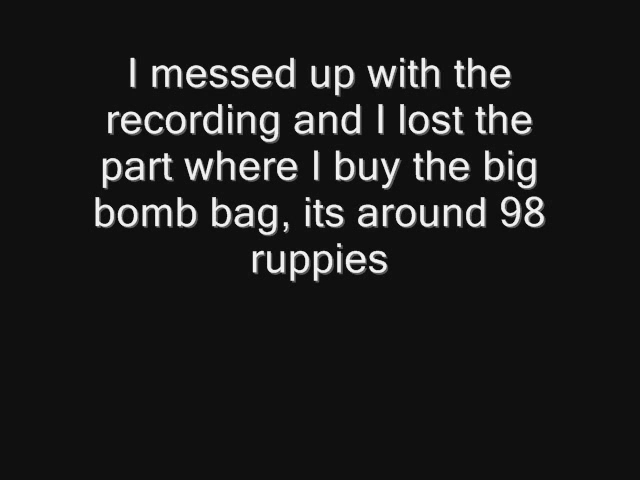 I messed up with the
recording and I lost the
part where I buy the big
bomb bag, its around 98
ruppies